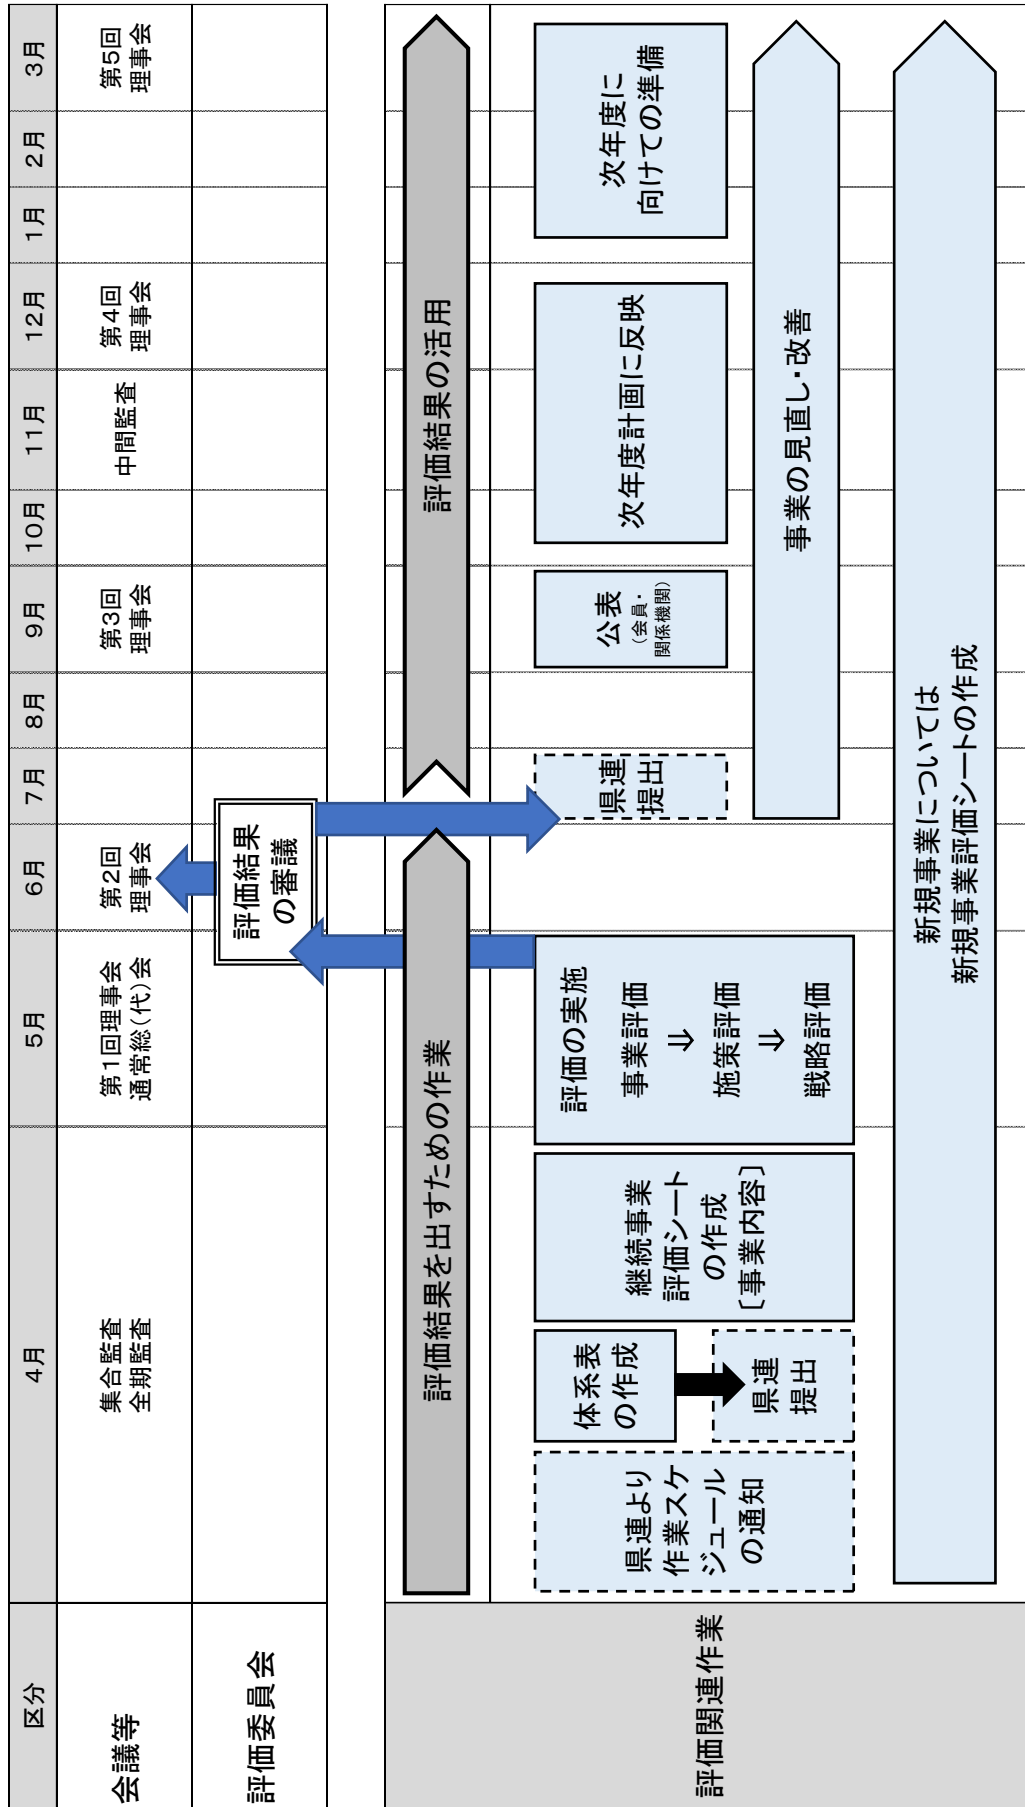 区分
4月
5月
6月
7月
8月
9月
10月
11月
12月
1月
2月
3月
会議等
集合監査
全期監査
第1回理事会
通常総(代)会
第2回
理事会
第3回
理事会
中間監査
第4回
理事会
第5回
理事会
評価委員会
評価結果
の審議
評価関連作業
評価結果を出すための作業
評価結果の活用
県連より
作業スケ
ジュール
の通知
体系表
の作成
県連
提出
継続事業
評価シート
の作成
〔事業内容〕
評価の実施
事業評価
⇓
施策評価
⇓
戦略評価
県連
提出
公表
(会員・
関係機関)
次年度計画に反映
次年度に
向けての準備
事業の見直し・改善
新規事業については
新規事業評価シートの作成